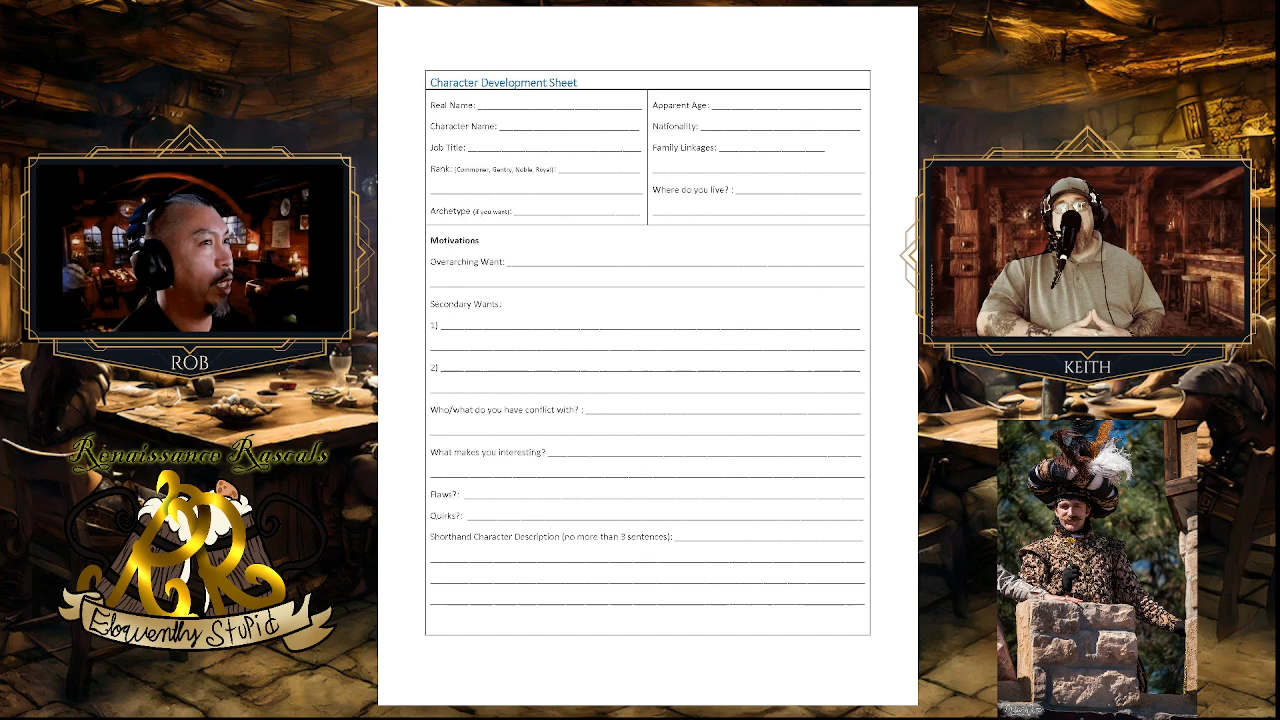 Character Development Sheet
Real Name:
Character Name:
Job Title:
Rank: (Commoner, Gentry, Noble, Royal):
Archetype (if you want):
Apparent Age:
Nationality:
Family Linkages:
Where do you live? :
Motivations
Overarching Want:
Secondary Wants:
1)
2)
Who/what do you have conflict with? :
What makes you interesting?
Flaws?:
Quirks?:
Shorthand Character Description (no more than 3 sentences):
ROB
Renaissance Rascals
RR
Eloquently Stupid
KEITH